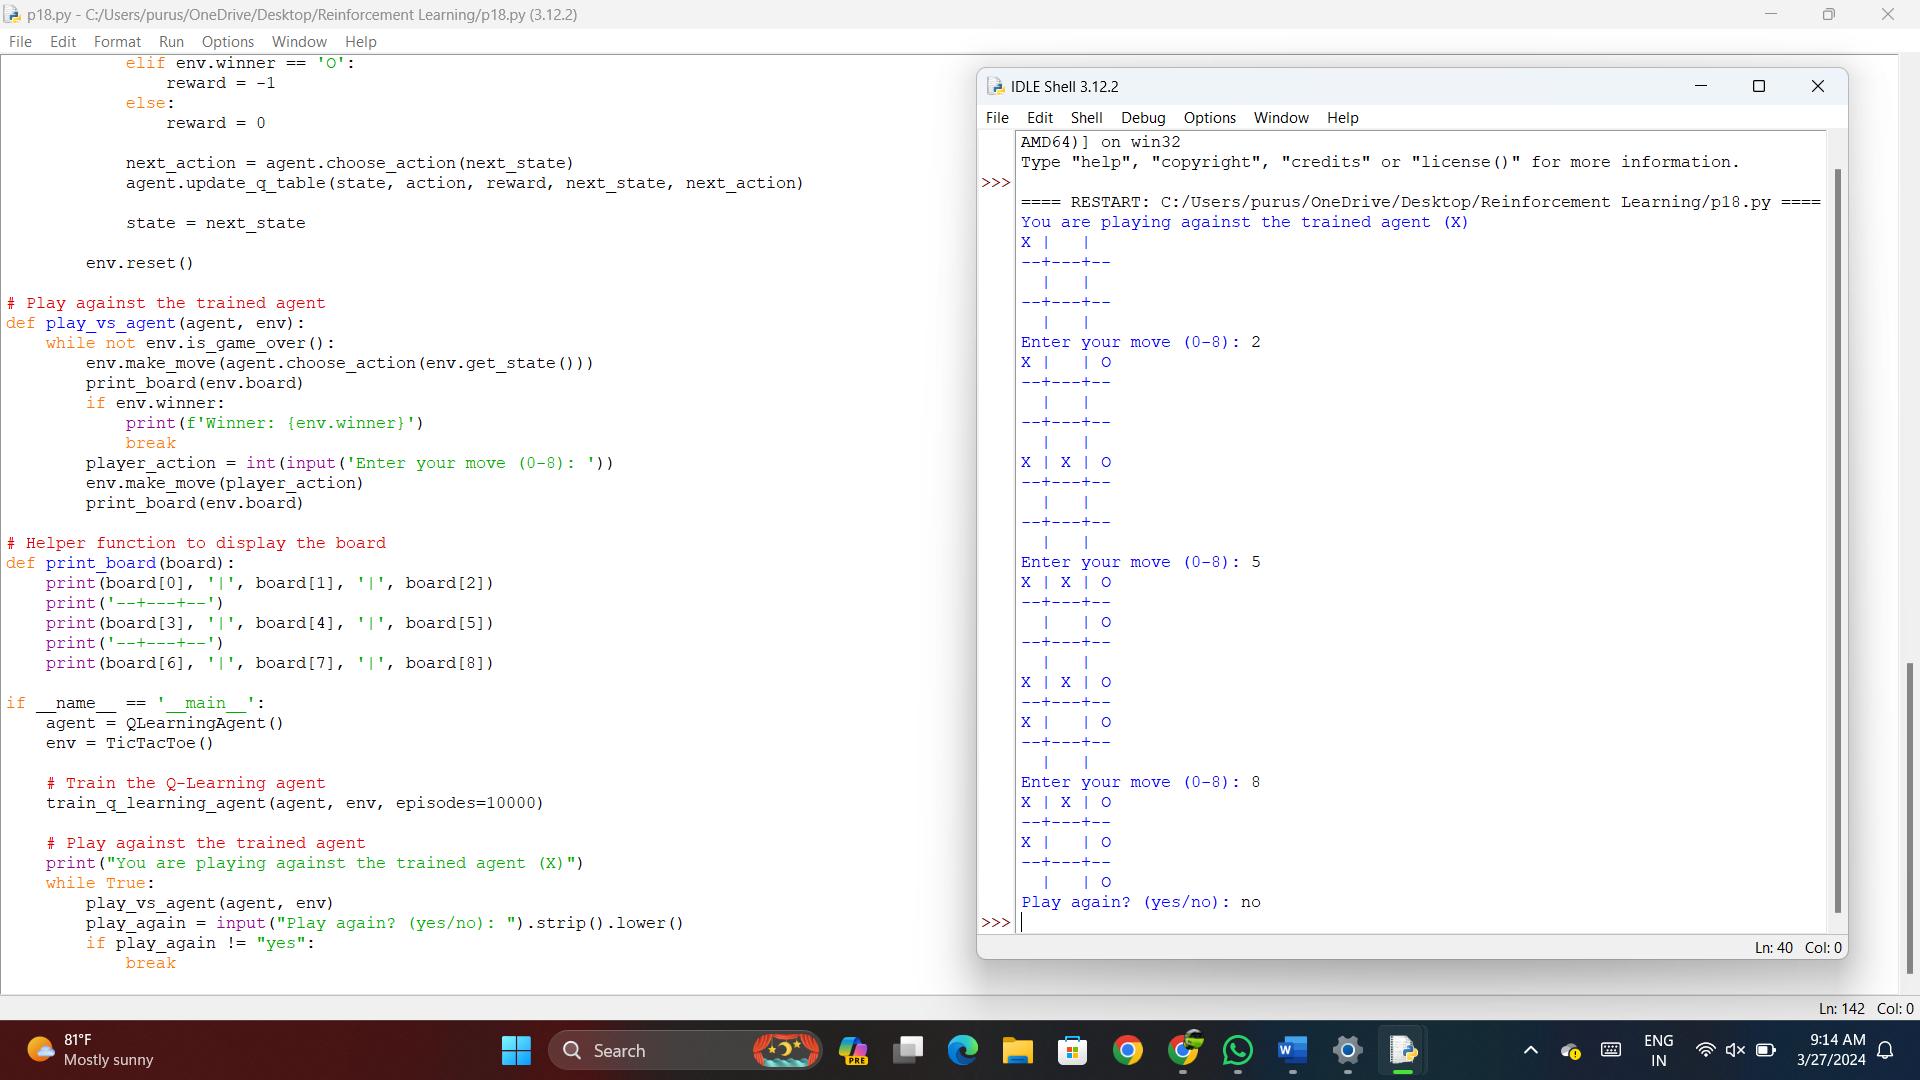 p18.py - C:/Users/purus/OneDrive/Desktop/Reinforcement Learning/p18.py (3.12.2)
File Edit Format Run Options Window Help
            elif env.winner == 'O':
                reward = -1
            else:
                reward = 0

            next_action = agent.choose_action(next_state)
            agent.update_q_table(state, action, reward, next_state, next_action)

            state = next_state

        env.reset()

# Play against the trained agent
def play_vs_agent(agent, env):
    while not env.is_game_over():
        env.make_move(agent.choose_action(env.get_state()))
        print_board(env.board)
        if env.winner:
            print(f'Winner: {env.winner}')
            break
        player_action = int(input('Enter your move (0-8): '))
        env.make_move(player_action)
        print_board(env.board)

# Helper function to display the board
def print_board(board):
    print(board[0], '|', board[1], '|', board[2])
    print('--+---+--')
    print(board[3], '|', board[4], '|', board[5])
    print('--+---+--')
    print(board[6], '|', board[7], '|', board[8])

if __name__ == '__main__':
    agent = QLearningAgent()
    env = TicTacToe()

    # Train the Q-Learning agent
    train_q_learning_agent(agent, env, episodes=10000)

    # Play against the trained agent
    print("You are playing against the trained agent (X)")
    while True:
        play_vs_agent(agent, env)
        play_again = input("Play again? (yes/no): ").strip().lower()
        if play_again != "yes":
            break
Ln: 142 Col: 0
IDLE Shell 3.12.2
File Edit Shell Debug Options Window Help
AMD64)] on win32
Type "help", "copyright", "credits" or "license()" for more information.
>>>
==== RESTART: C:/Users/purus/OneDrive/Desktop/Reinforcement Learning/p18.py ====
You are playing against the trained agent (X)
X |   |
--+---+--
  |   |
--+---+--
  |   |
Enter your move (0-8): 2
X |   | O
--+---+--
  |   |
--+---+--
  |   |
X | X | O
--+---+--
  |   |
--+---+--
  |   |
Enter your move (0-8): 5
X | X | O
--+---+--
  |   | O
--+---+--
  |   |
X | X | O
--+---+--
X |   | O
--+---+--
  |   |
Enter your move (0-8): 8
X | X | O
--+---+--
X |   | O
--+---+--
  |   | O
Play again? (yes/no): no
>>>
Ln: 40 Col: 0
81°F
Mostly sunny
Search
PRE
W
ENG
IN
9:14 AM
3/27/2024